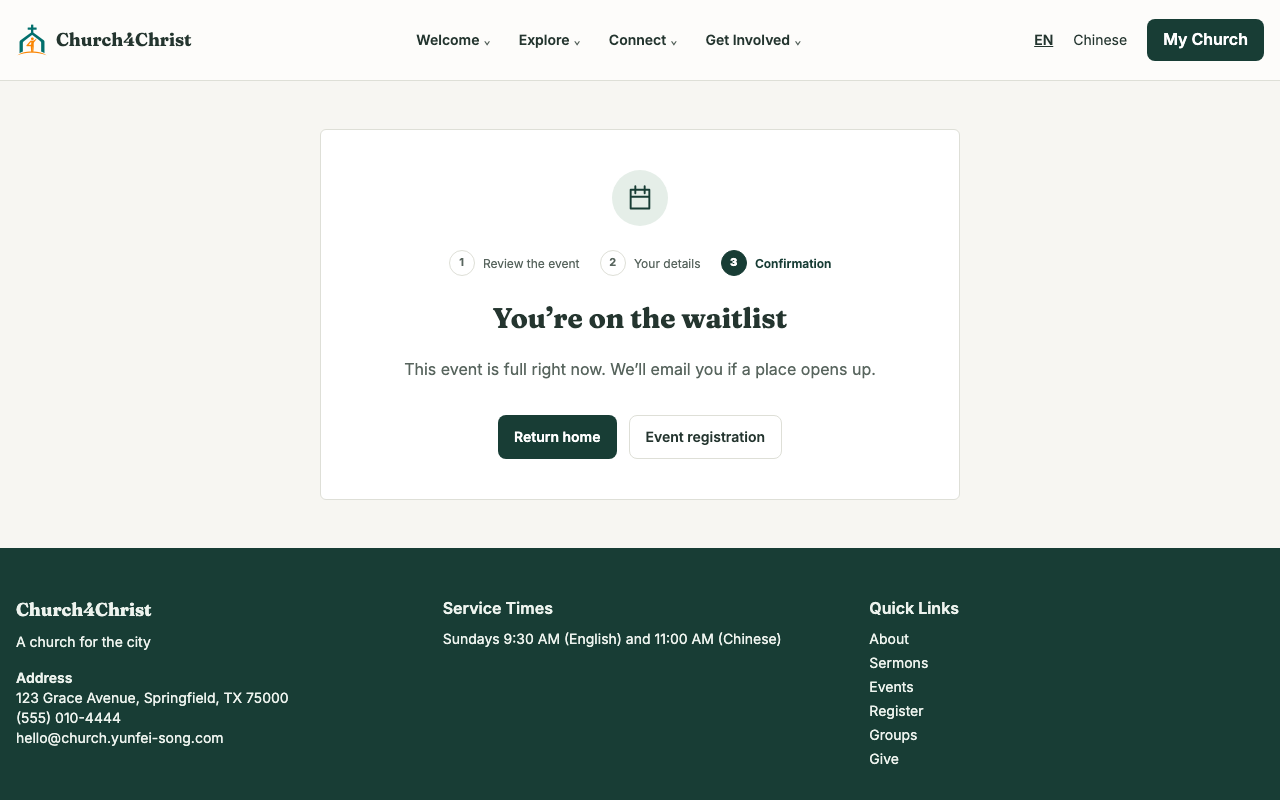 Church4Christ
Welcome
Explore
Connect
Get Involved
EN
Chinese
My Church
1 Review the event
2 Your details
3 Confirmation
You’re on the waitlist
This event is full right now. We’ll email you if a place opens up.
Return home
Event registration
Church4Christ
A church for the city
Address
123 Grace Avenue, Springfield, TX 75000
(555) 010-4444
hello@church.yunfei-song.com
Service Times
Sundays 9:30 AM (English) and 11:00 AM (Chinese)
Quick Links
About
Sermons
Events
Register
Groups
Give